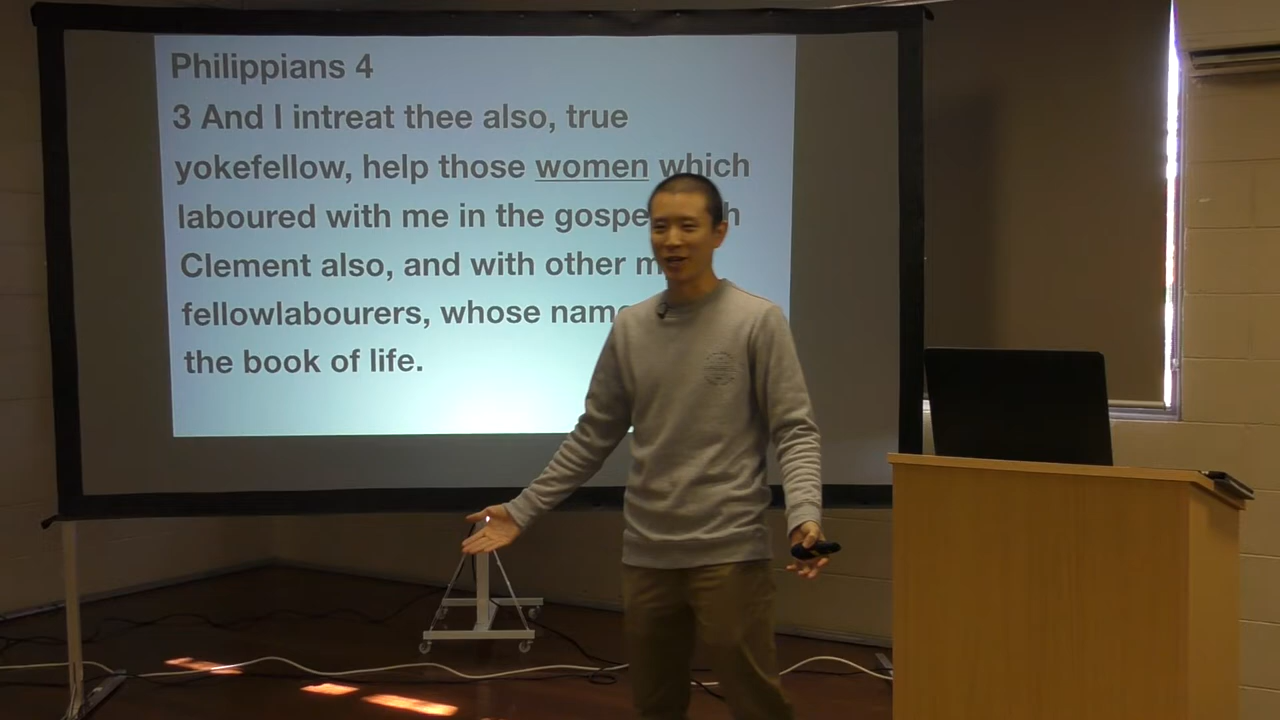 Philippians 4
3 And I intreat thee also, true
yokefellow, help those women which
laboured with me in the gospe h
Clement also, and with other m
fellowlabourers, whose nam
the book of life.